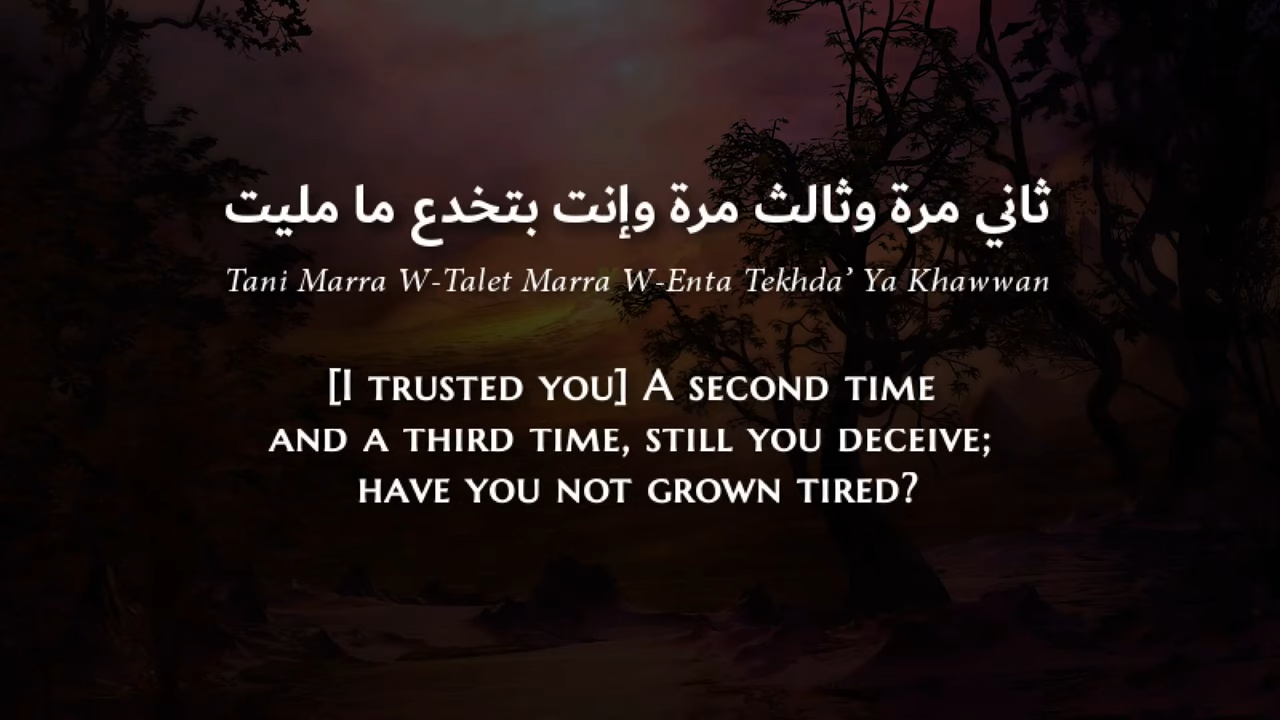 ثاني مرة وثالث مرة وإنت بتخدع ما مليت
Tani Marra W-Talet Marra W-Enta Tekhda’ Ya Khawwan
[I trusted you] A second time
and a third time, still you deceive;
have you not grown tired?